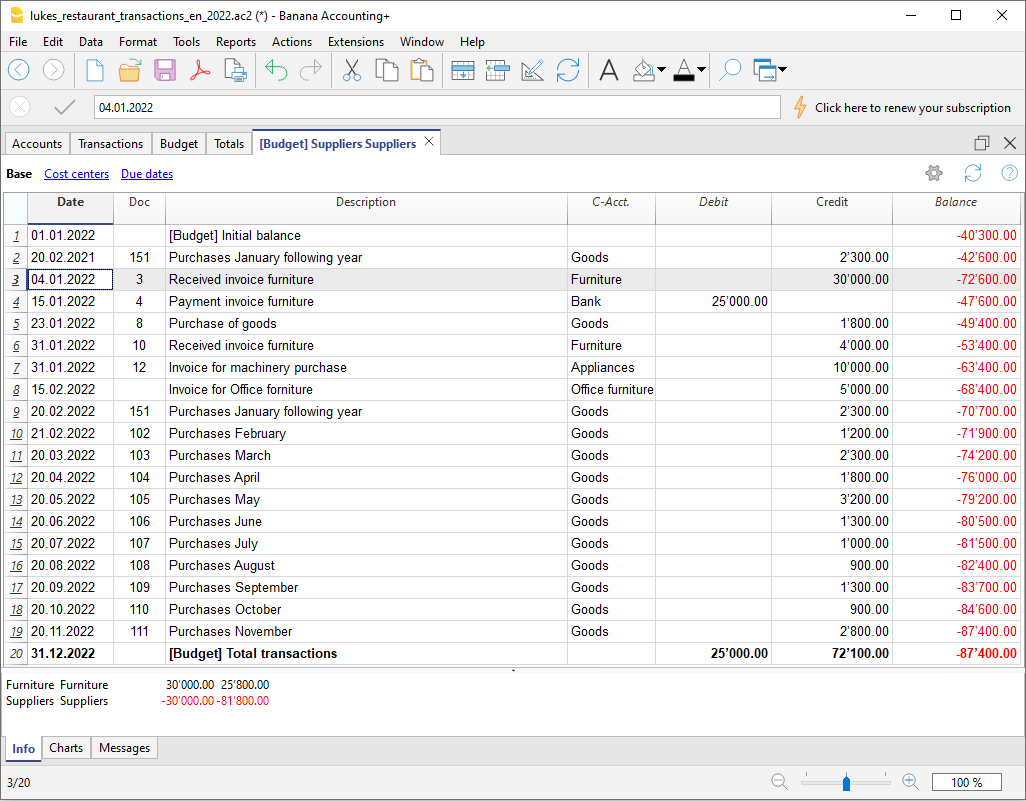 lukes_restaurant_transactions_en_2022.ac2 (*) - Banana Accounting+
File Edit Data Format Tools Reports Actions Extensions Window Help
04.01.2022 Click here to renew your subscription
Accounts Transactions Budget Totals [Budget] Suppliers Suppliers
Base Cost centers Due dates
Date Doc Description C-Acct. Debit Credit Balance
1 01.01.2022 [Budget] Initial balance -40'300.00
2 20.02.2021 151 Purchases January following year Goods 2'300.00 -42'600.00
3 04.01.2022 3 Received invoice furniture Furniture 30'000.00 -72'600.00
4 15.01.2022 4 Payment invoice furniture Bank 25'000.00 -47'600.00
5 23.01.2022 8 Purchase of goods Goods 1'800.00 -49'400.00
6 31.01.2022 10 Received invoice furniture Furniture 4'000.00 -53'400.00
7 31.01.2022 12 Invoice for machinery purchase Appliances 10'000.00 -63'400.00
8 15.02.2022 Invoice for Office forniture Office furniture 5'000.00 -68'400.00
9 20.02.2022 151 Purchases January following year Goods 2'300.00 -70'700.00
10 21.02.2022 102 Purchases February Goods 1'200.00 -71'900.00
11 20.03.2022 103 Purchases March Goods 2'300.00 -74'200.00
12 20.04.2022 104 Purchases April Goods 1'800.00 -76'000.00
13 20.05.2022 105 Purchases May Goods 3'200.00 -79'200.00
14 20.06.2022 106 Purchases June Goods 1'300.00 -80'500.00
15 20.07.2022 107 Purchases July Goods 1'000.00 -81'500.00
16 20.08.2022 108 Purchases August Goods 900.00 -82'400.00
17 20.09.2022 109 Purchases September Goods 1'300.00 -83'700.00
18 20.10.2022 110 Purchases October Goods 900.00 -84'600.00
19 20.11.2022 111 Purchases November Goods 2'800.00 -87'400.00
20 31.12.2022 [Budget] Total transactions 25'000.00 72'100.00 -87'400.00
Furniture Furniture 30'000.00 25'800.00
Suppliers Suppliers -30'000.00 -81'800.00
Info Charts Messages
3/20 100 %